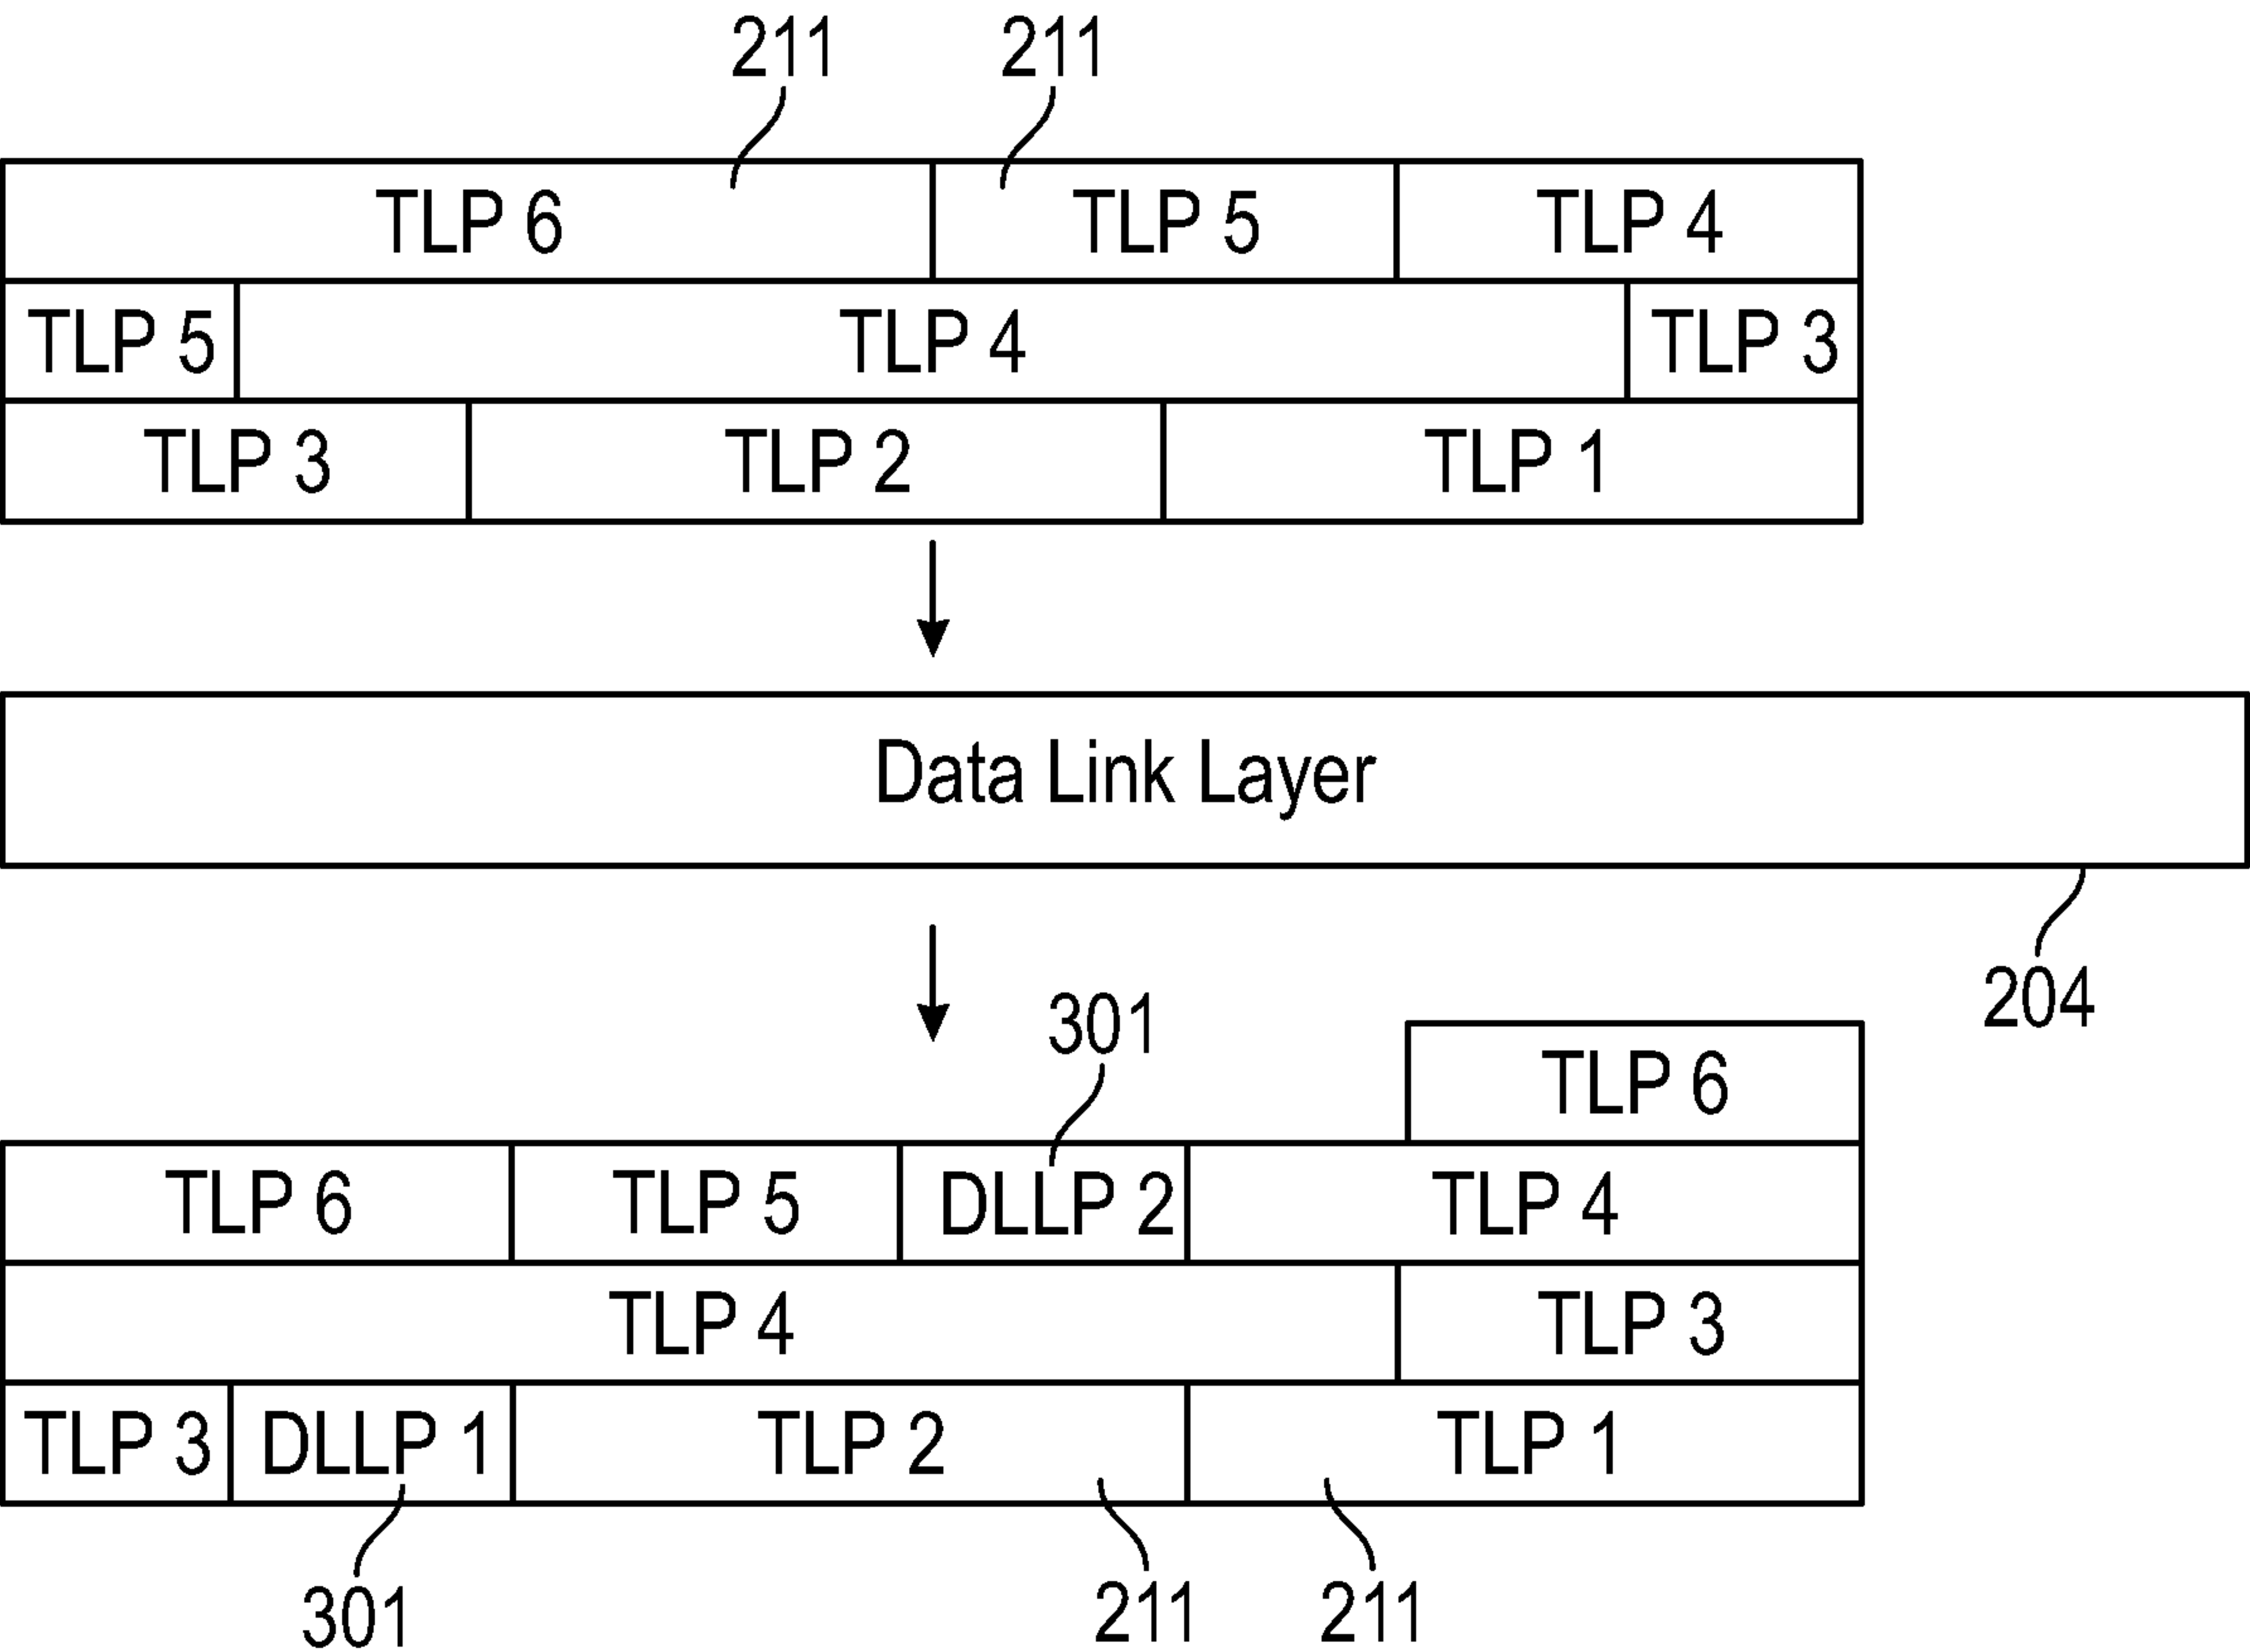 211 211
TLP 6 TLP 5 TLP 4
TLP 5 TLP 4 TLP 3
TLP 3 TLP 2 TLP 1
Data Link Layer
204
301
TLP 6
TLP 6 TLP 5 DLLP 2 TLP 4
TLP 4 TLP 3
TLP 3 DLLP 1 TLP 2 TLP 1
301 211 211